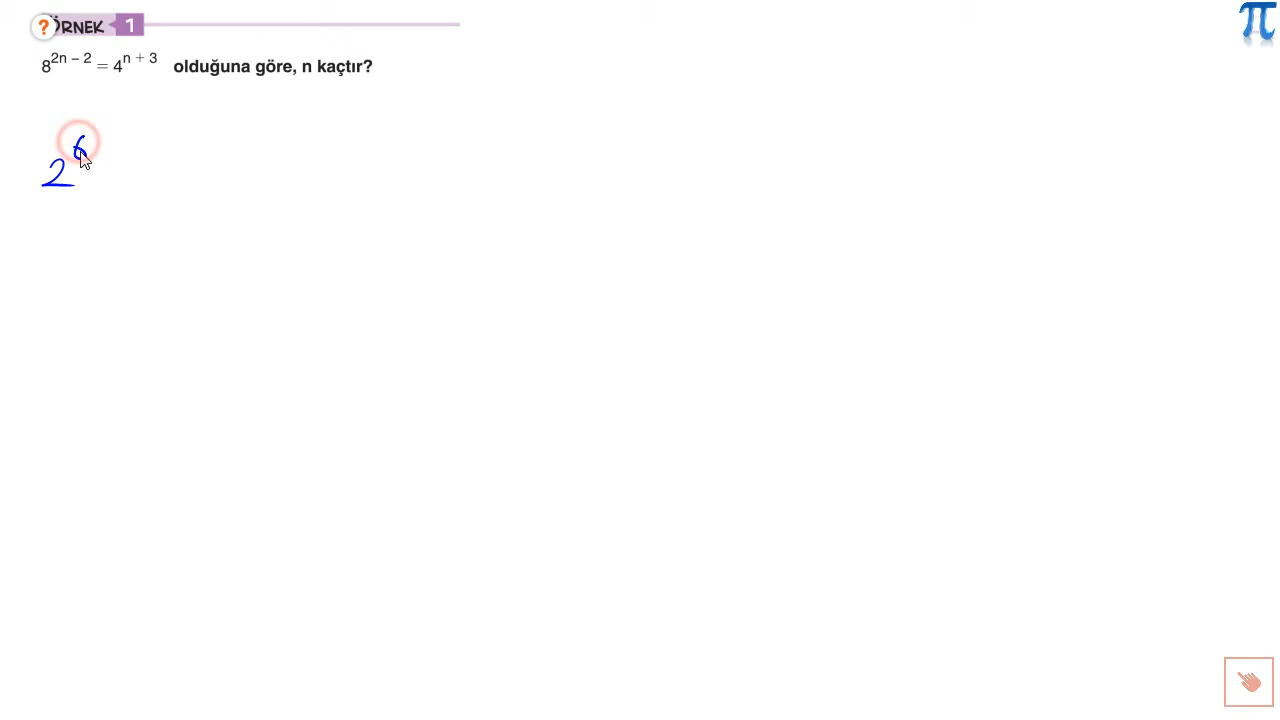 ÖRNEK 1
8^{2n – 2} = 4^{n + 3} olduğuna göre, n kaçtır?
2^6